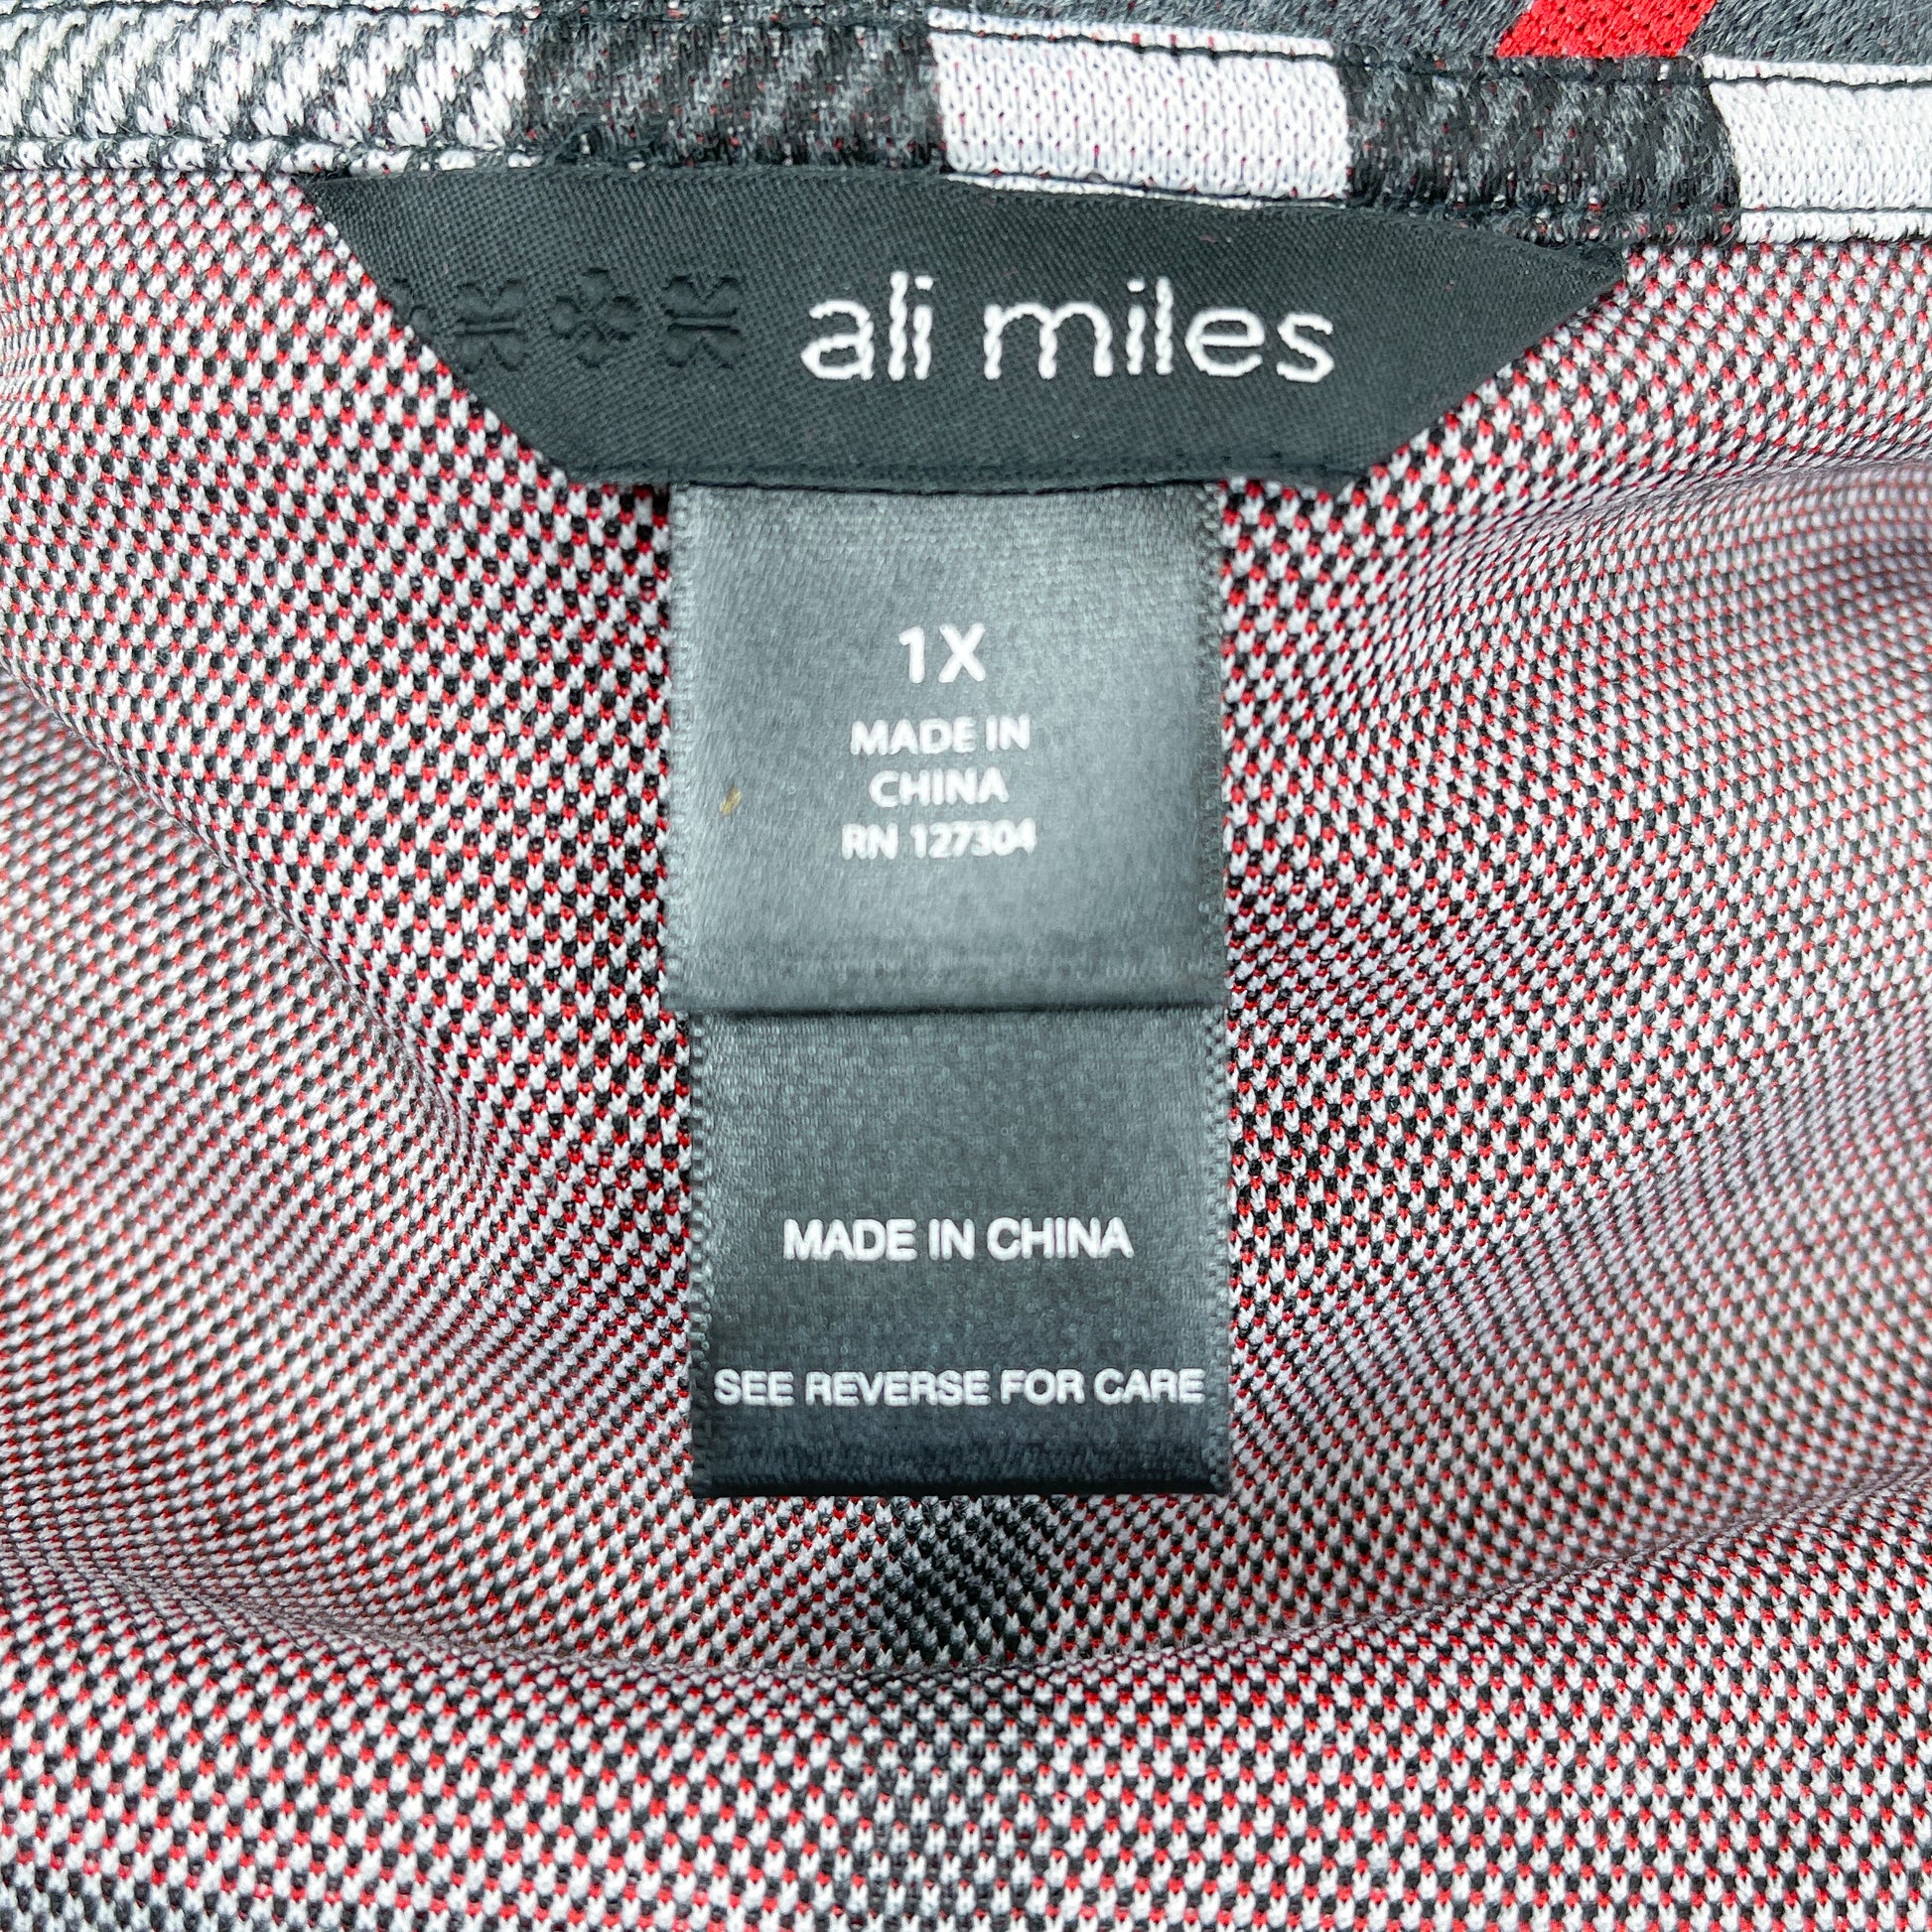 ali miles
1X
MADE IN
CHINA
RN 127304
MADE IN CHINA
SEE REVERSE FOR CARE